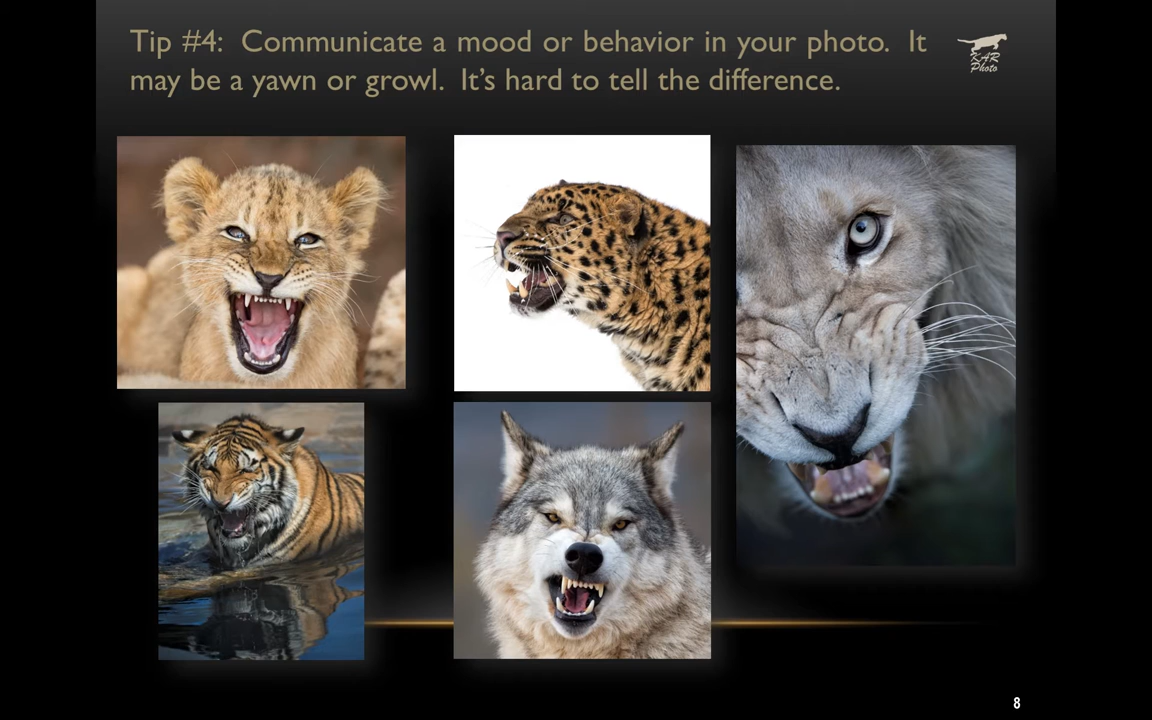 Tip #4:  Communicate a mood or behavior in your photo.  It
may be a yawn or growl.  It’s hard to tell the difference.
KAR
Photo
8